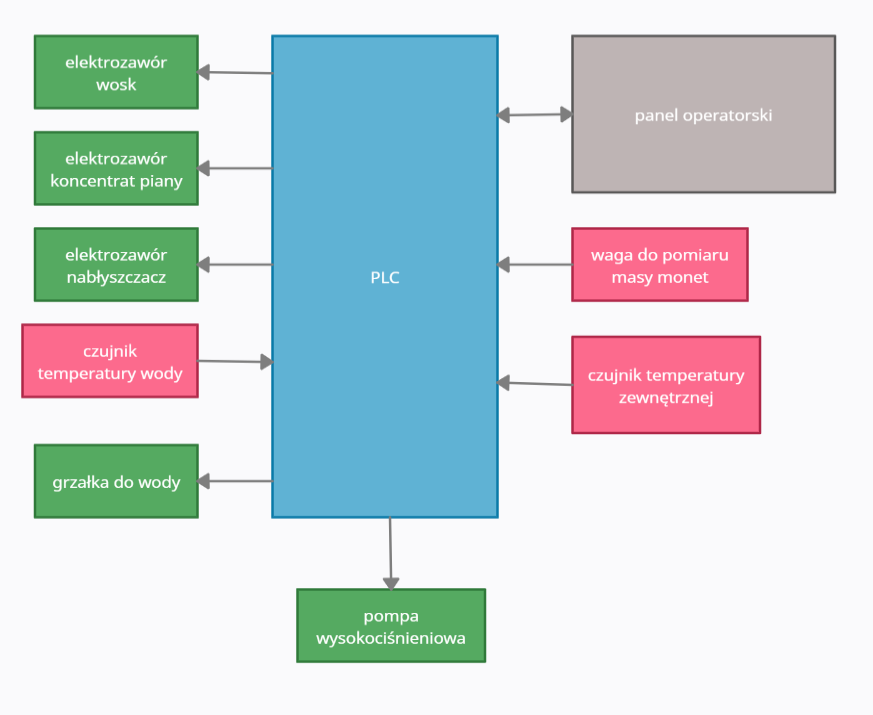 elektrozawór
wosk
elektrozawór
koncentrat piany
elektrozawór
nabłyszczacz
czujnik
temperatury wody
grzałka do wody
PLC
pompa
wysokociśnieniowa
panel operatorski
waga do pomiaru
masy monet
czujnik temperatury
zewnętrznej